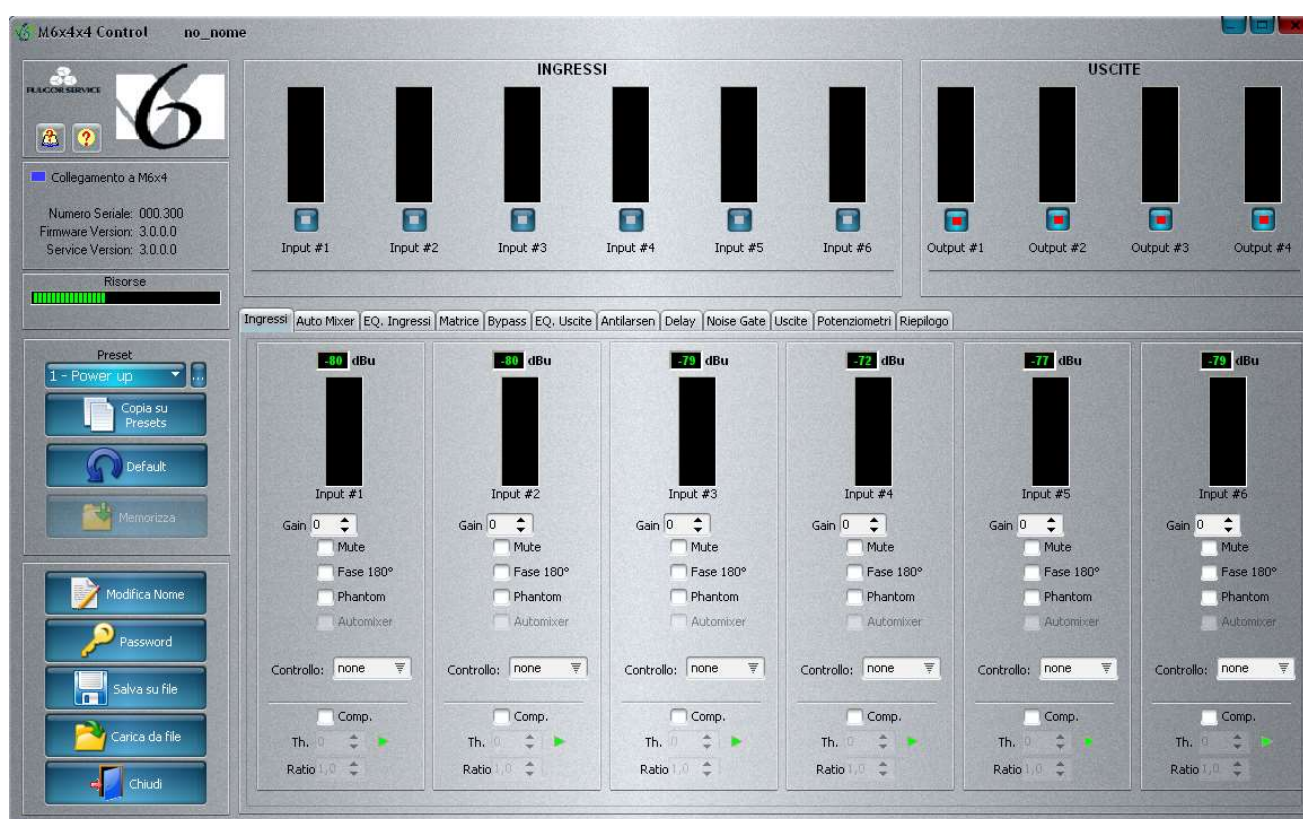 M6x4x4 Control no_nome
FULGOR SERVICE
6
Collegamento a M6x4
Numero Seriale: 000.300
Firmware Version: 3.0.0.0
Service Version: 3.0.0.0
Risorse
Preset
1 - Power up ...
Copia su
Presets
Default
Memorizza
Modifica Nome
Password
Salva su file
Carica da file
Chiudi
INGRESSI
Input #1 Input #2 Input #3 Input #4 Input #5 Input #6
USCITE
Output #1 Output #2 Output #3 Output #4
Ingressi Auto Mixer EQ. Ingressi Matrice Bypass EQ. Uscite Antilarsen Delay Noise Gate Uscite Potenziometri Riepilogo
-80 dBu -80 dBu -79 dBu -72 dBu -77 dBu -79 dBu
Input #1 Input #2 Input #3 Input #4 Input #5 Input #6
Gain 0 Gain 0 Gain 0 Gain 0 Gain 0 Gain 0
Mute Mute Mute Mute Mute Mute
Fase 180° Fase 180° Fase 180° Fase 180° Fase 180° Fase 180°
Phantom Phantom Phantom Phantom Phantom Phantom
Automixer Automixer Automixer Automixer Automixer Automixer
Controllo: none Controllo: none Controllo: none Controllo: none Controllo: none Controllo: none
Comp. Comp. Comp. Comp. Comp. Comp.
Th. 0 Th. 0 Th. 0 Th. 0 Th. 0 Th. 0
Ratio 1,0 Ratio 1,0 Ratio 1,0 Ratio 1,0 Ratio 1,0 Ratio 1,0